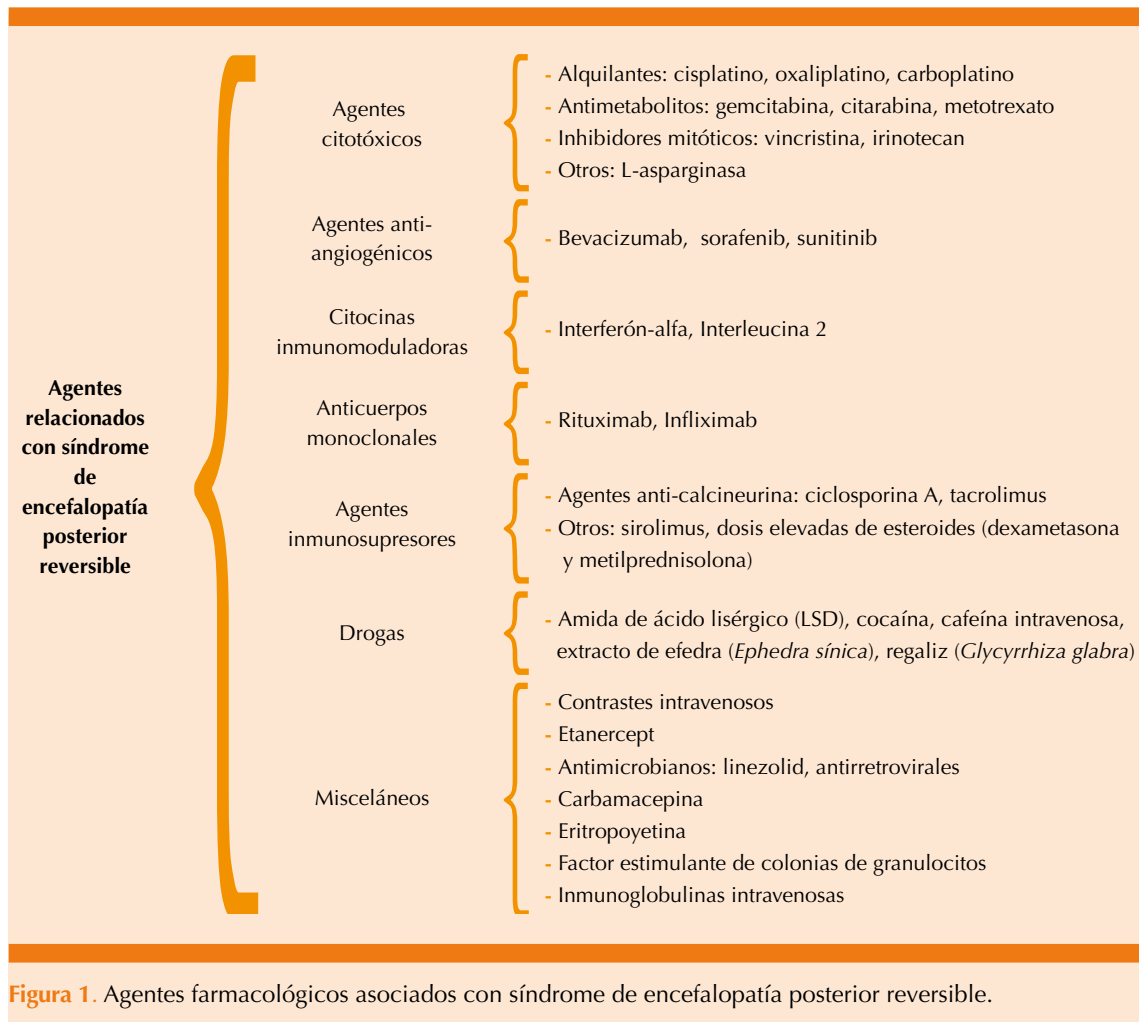 Agentes
relacionados
con síndrome
de
encefalopatía
posterior
reversible
Agentes
citotóxicos
- Alquilantes: cisplatino, oxaliplatino, carboplatino
- Antimetabolitos: gemcitabina, citarabina, metotrexato
- Inhibidores mitóticos: vincristina, irinotecan
- Otros: L-asparginasa
Agentes anti-
angiogénicos
- Bevacizumab, sorafenib, sunitinib
Citocinas
inmunomoduladoras
- Interferón-alfa, Interleucina 2
Anticuerpos
monoclonales
- Rituximab, Infliximab
Agentes
inmunosupresores
- Agentes anti-calcineurina: ciclosporina A, tacrolimus
- Otros: sirolimus, dosis elevadas de esteroides (dexametasona
y metilprednisolona)
Drogas
- Amida de ácido lisérgico (LSD), cocaína, cafeína intravenosa,
extracto de efedra (Ephedra sínica), regaliz (Glycyrrhiza glabra)
Misceláneos
- Contrastes intravenosos
- Etanercept
- Antimicrobianos: linezolid, antirretrovirales
- Carbamacepina
- Eritropoyetina
- Factor estimulante de colonias de granulocitos
- Inmunoglobulinas intravenosas
Figura 1. Agentes farmacológicos asociados con síndrome de encefalopatía posterior reversible.